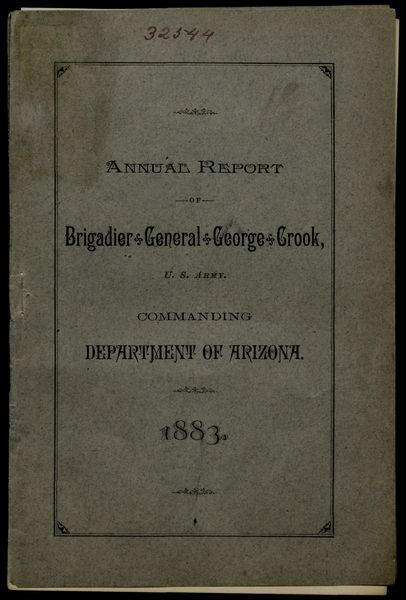 32544
ANNUAL REPORT
OF
Brigadier General George Crook,
U. S. ARMY.
COMMANDING
DEPARTMENT OF ARIZONA.
1883.